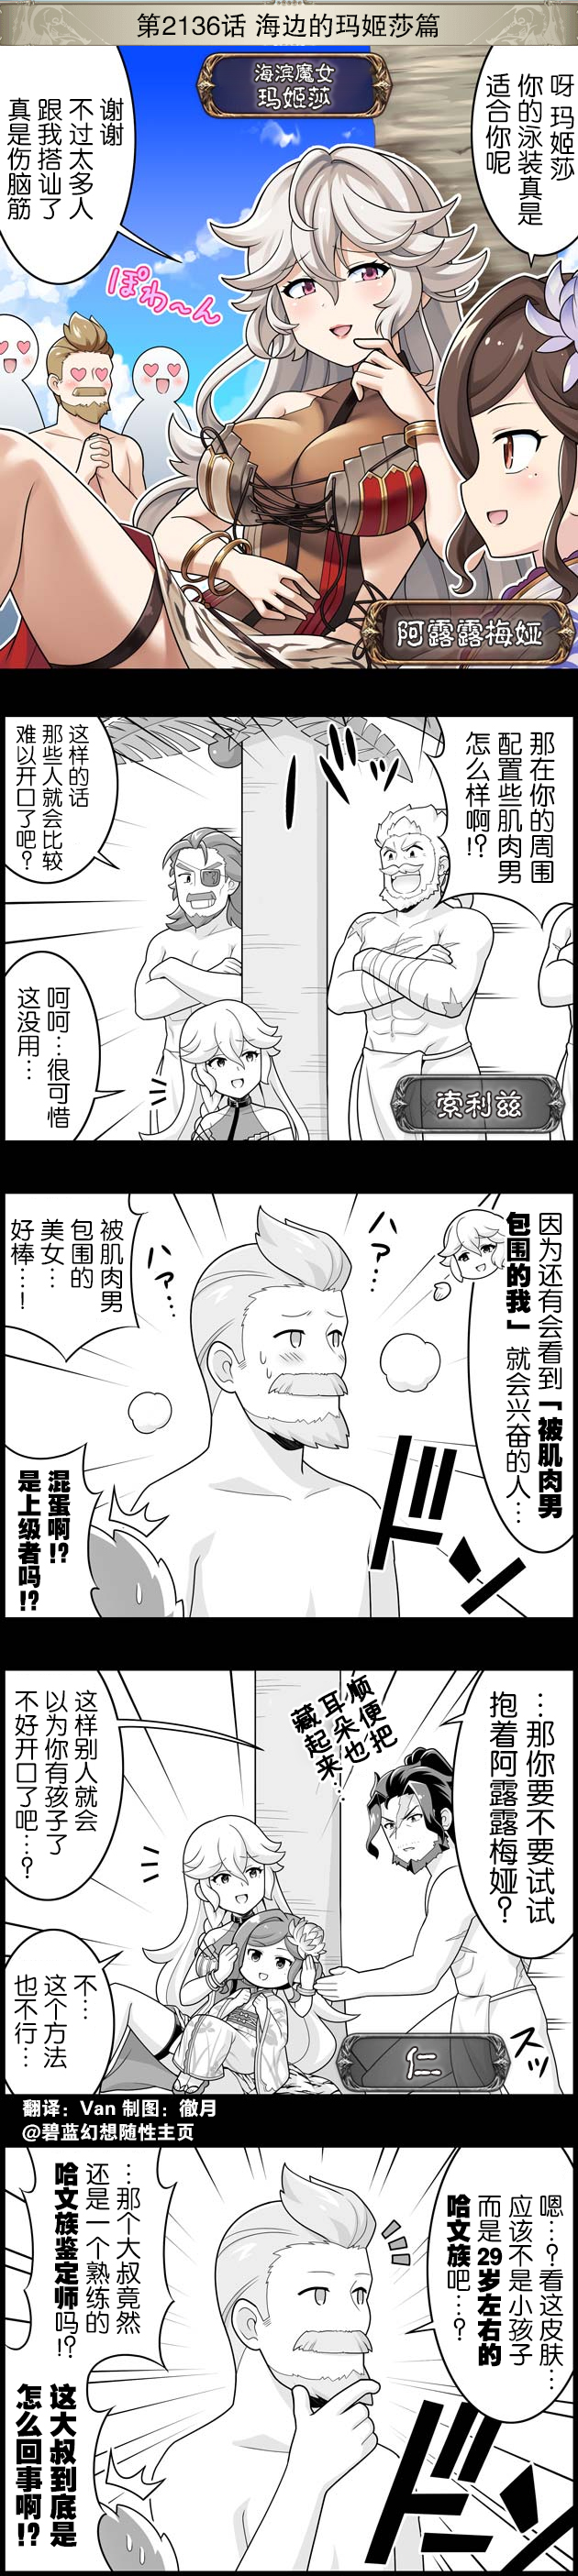 第2136话 海边的玛姬莎篇
海滨魔女
玛姬莎
呀 玛姬莎
你的泳装真是
适合你呢
谢谢
不过太多人
跟我搭讪了
真是伤脑筋
ぽわ〜ん
阿露露梅娅
那在你的周围
配置些肌肉男
怎么样啊!?
ムッ
这样的话
那些人就会比较
难以开口了吧?
呵呵…很可惜
这没用…
索利兹
因为还有会看到「被肌肉男
包围的我」就会兴奋的人…
ハ?…
ハ?…
被肌肉男
包围的
美女…
好棒…!
ドン
混蛋啊!?
是上级者吗!?
…那你要不要试试
抱着阿露露梅娅?
顺便把
耳朵也
藏起来…
这样别人就会
以为你有孩子了
不好开口了吧…?
不…
这个方法
也不行…
スッ
仁
翻译：Van 制图：徹月
@碧蓝幻想随性主页
嗯…?看这皮肤…
应该不是小孩子
而是29岁左右的
哈文族吧…?
…那个大叔竟然
还是一个熟练的
哈文族鉴定师吗!?
ドン
这大叔到底是
怎么回事啊!?